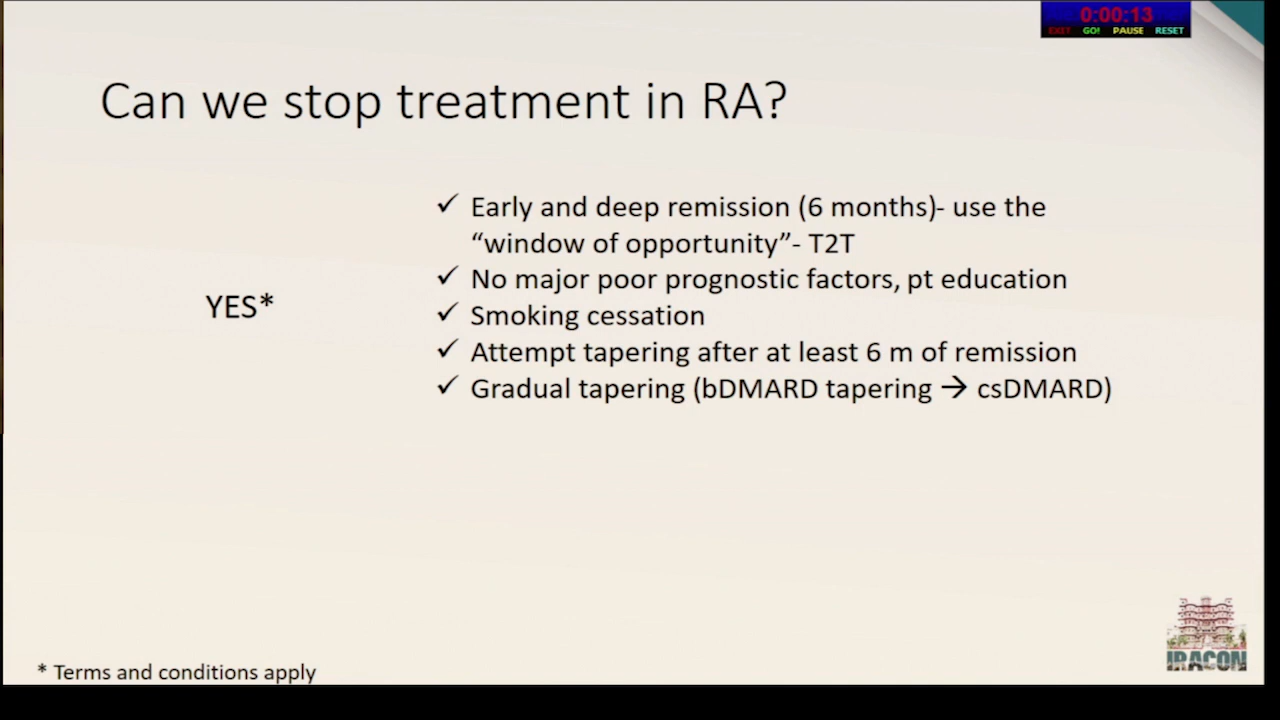 0:00:13
EXIT GO! PAUSE RESET
Can we stop treatment in RA?
YES*
✓ Early and deep remission (6 months)- use the
“window of opportunity”- T2T
✓ No major poor prognostic factors, pt education
✓ Smoking cessation
✓ Attempt tapering after at least 6 m of remission
✓ Gradual tapering (bDMARD tapering → csDMARD)
* Terms and conditions apply
IRACON